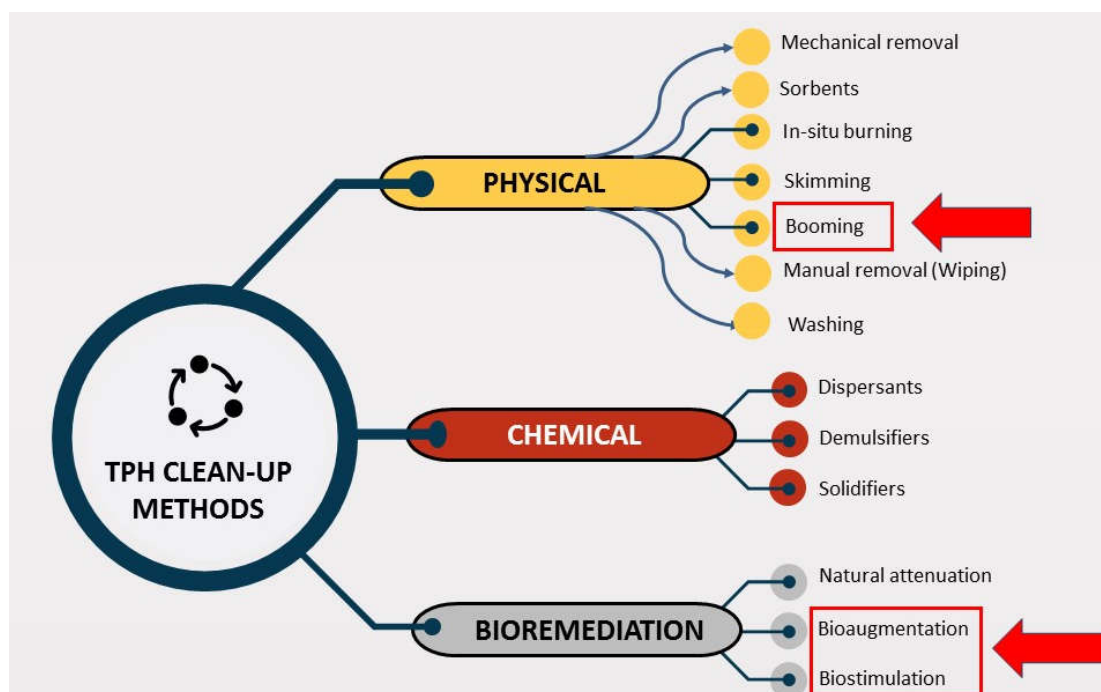 Mechanical removal
Sorbents
In-situ burning
PHYSICAL
Skimming
Booming
Manual removal (Wiping)
Washing
TPH CLEAN-UP
METHODS
Dispersants
CHEMICAL
Demulsifiers
Solidifiers
Natural attenuation
BIOREMEDIATION
Bioaugmentation
Biostimulation